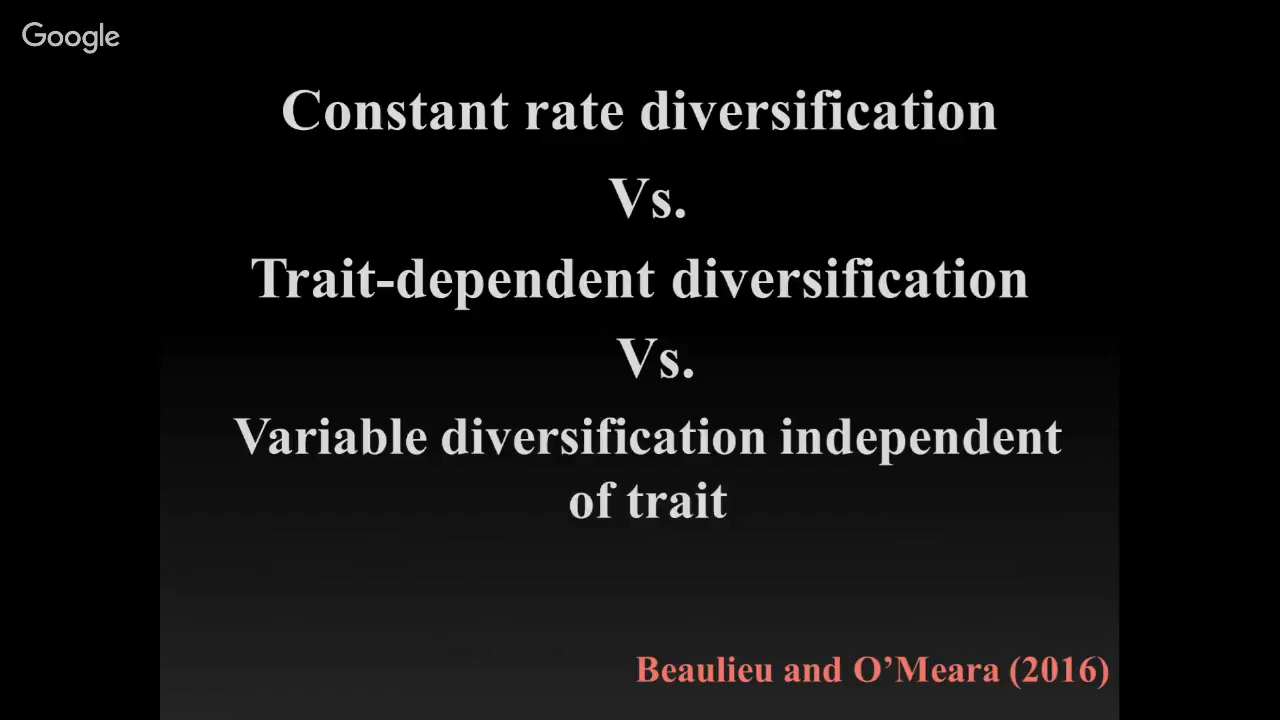 Google
Constant rate diversification
Vs.
Trait-dependent diversification
Vs.
Variable diversification independent
of trait
Beaulieu and O’Meara (2016)